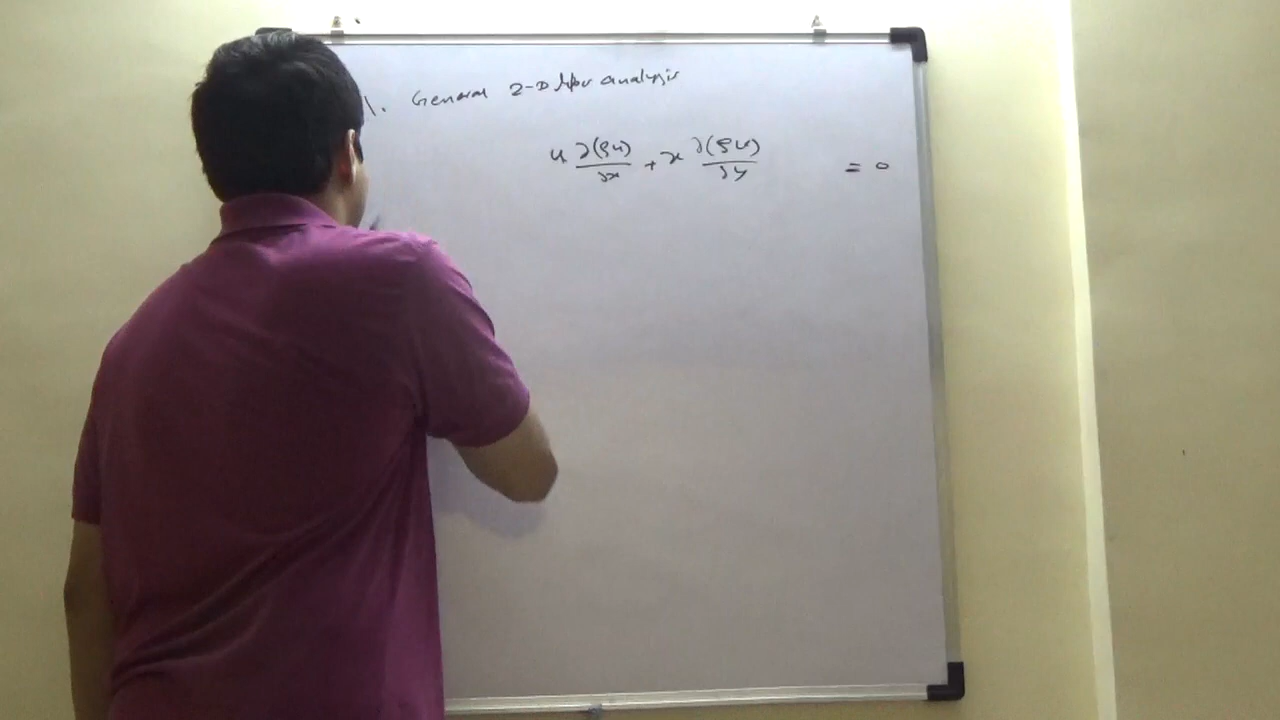 1. General 2-D flow analysis
u ∂(ρu)/∂x + x ∂(ρv)/∂y = 0